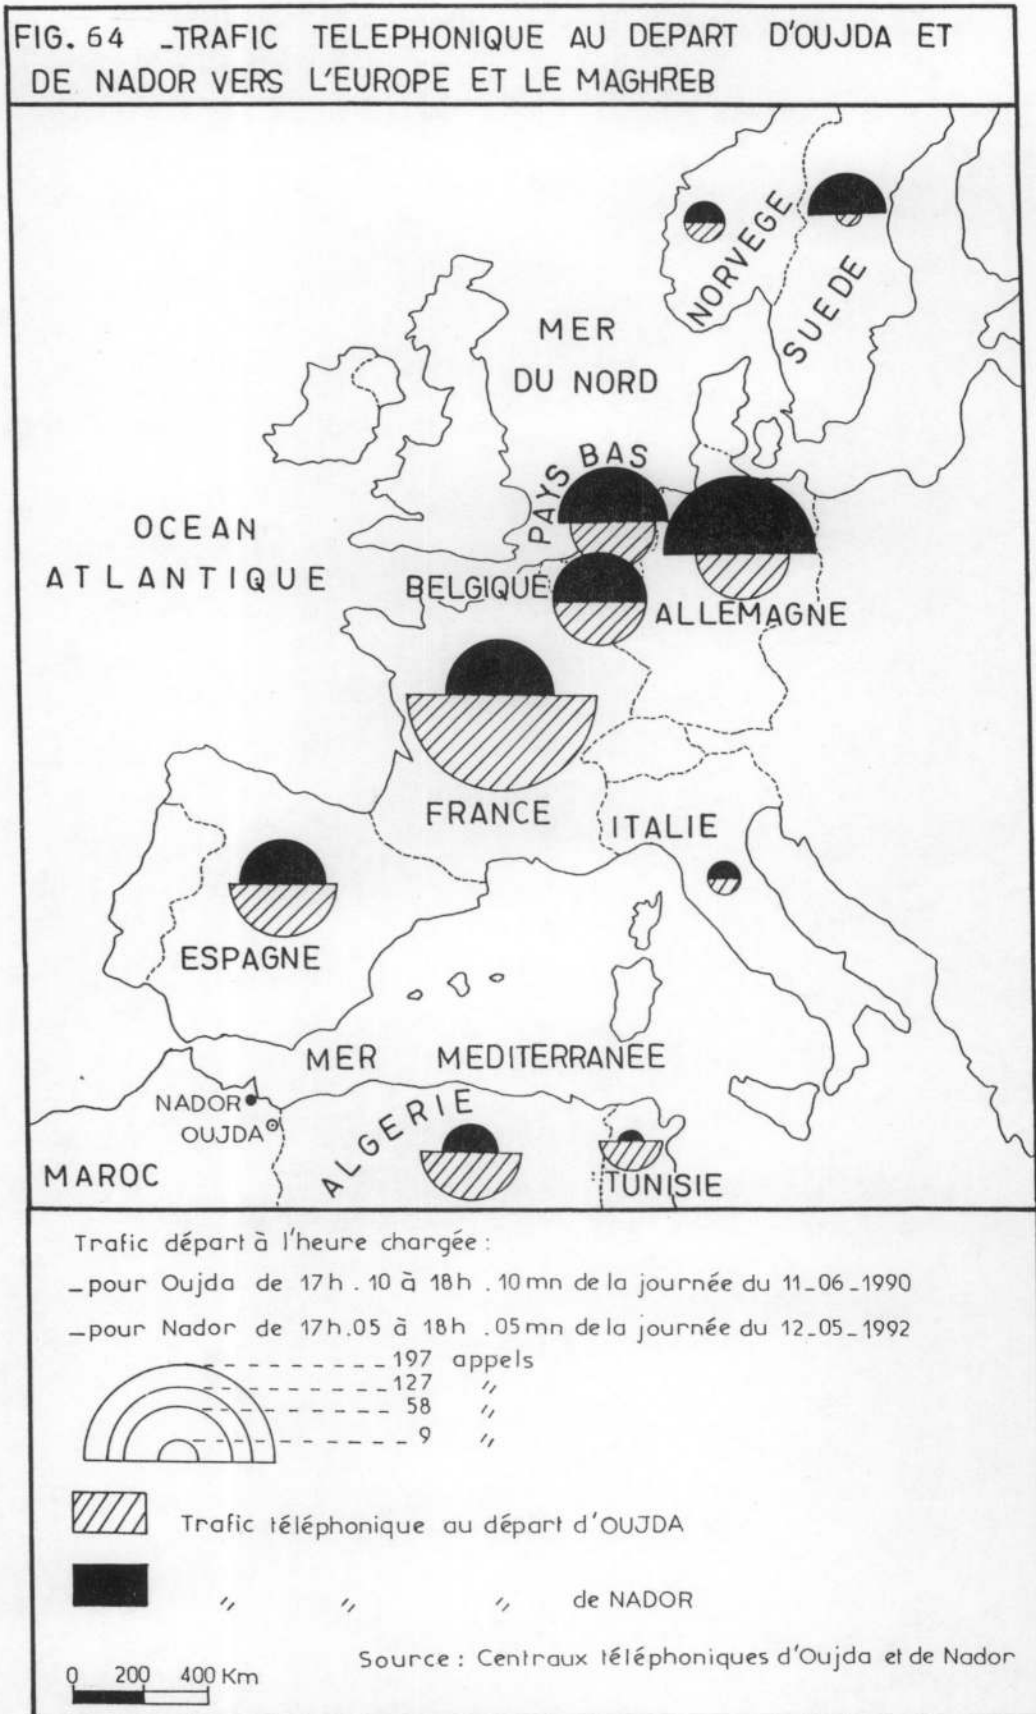 FIG. 64 _TRAFIC TELEPHONIQUE AU DEPART D'OUJDA ET
DE NADOR VERS L'EUROPE ET LE MAGHREB
NORVEGE
SUEDE
MER
DU NORD
PAYS BAS
OCEAN
ATLANTIQUE
BELGIQUE
ALLEMAGNE
FRANCE
ITALIE
ESPAGNE
MER MEDITERRANEE
NADOR
OUJDA
ALGERIE
MAROC
TUNISIE
Trafic départ à l'heure chargée :
_pour Oujda de 17h . 10 à 18h . 10mn de la journée du 11_06_1990
_pour Nador de 17h.05 à 18h .05mn de la journée du 12_05_1992
197 appels
127 〃
58 〃
9 〃
Trafic téléphonique au départ d'OUJDA
〃 〃 〃 de NADOR
Source : Centraux téléphoniques d'Oujda et de Nador
0 200 400 Km